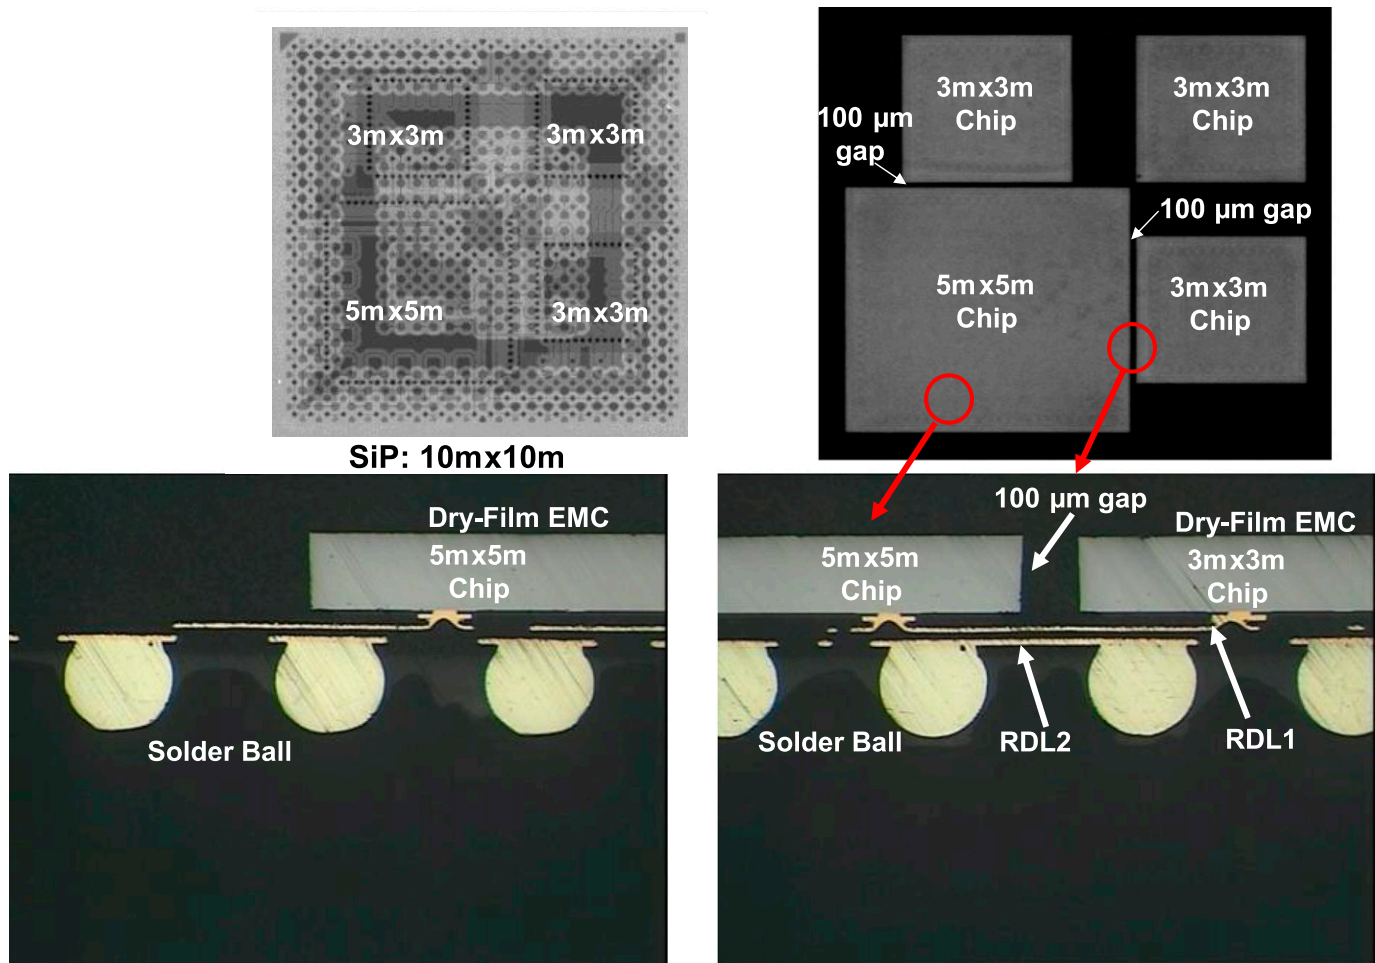 3mx3m
3mx3m
5mx5m
3mx3m
SiP: 10mx10m
3mx3m
Chip
3mx3m
Chip
100 µm
gap
100 µm gap
5mx5m
Chip
3mx3m
Chip
Dry-Film EMC
5mx5m
Chip
Solder Ball
100 µm gap
Dry-Film EMC
5mx5m
Chip
3mx3m
Chip
Solder Ball
RDL2
RDL1